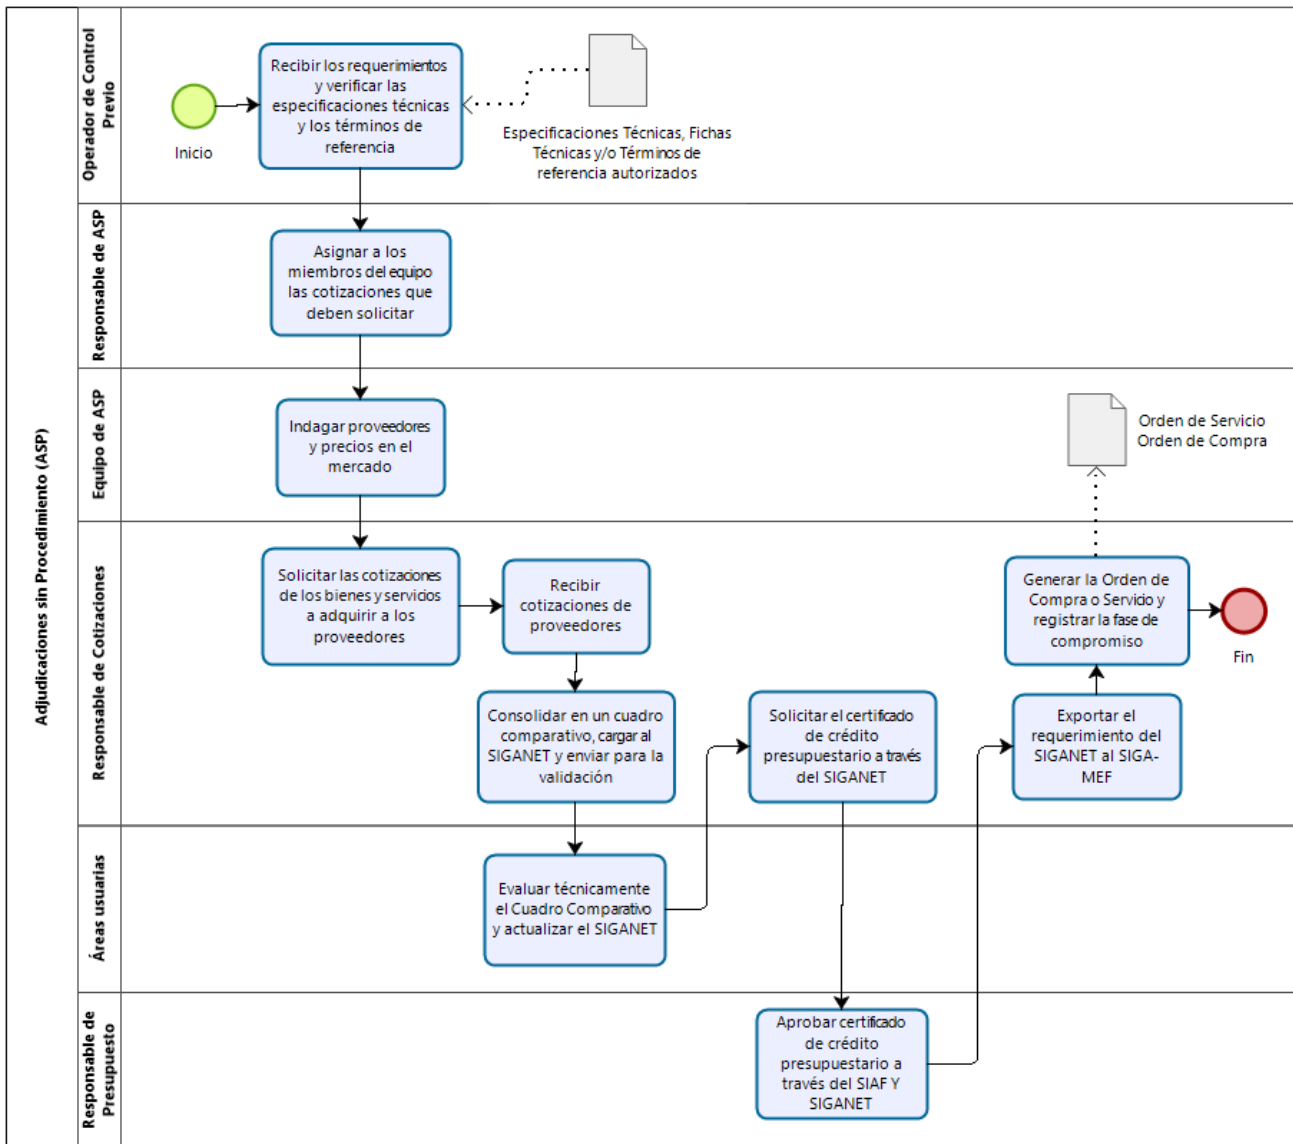 Adjudicaciones sin Procedimiento (ASP)
Operador de Control
Previo
Inicio
Recibir los requerimientos
y verificar las
especificaciones técnicas
y los términos de
referencia
Especificaciones Técnicas, Fichas
Técnicas y/o Términos de
referencia autorizados
Responsable de ASP
Asignar a los
miembros del equipo
las cotizaciones que
deben solicitar
Equipo de ASP
Indagar proveedores
y precios en el
mercado
Orden de Servicio
Orden de Compra
Responsable de Cotizaciones
Solicitar las cotizaciones
de los bienes y servicios
a adquirir a los
proveedores
Recibir
cotizaciones de
proveedores
Consolidar en un cuadro
comparativo, cargar al
SIGANET y enviar para la
validación
Solicitar el certificado
de crédito
presupuestario a través
del SIGANET
Generar la Orden de
Compra o Servicio y
registrar la fase de
compromiso
Fin
Exportar el
requerimiento del
SIGANET al SIGA-
MEF
Áreas usuarias
Evaluar técnicamente
el Cuadro Comparativo
y actualizar el SIGANET
Responsable de
Presupuesto
Aprobar certificado
de crédito
presupuestario a
través del SIAF Y
SIGANET